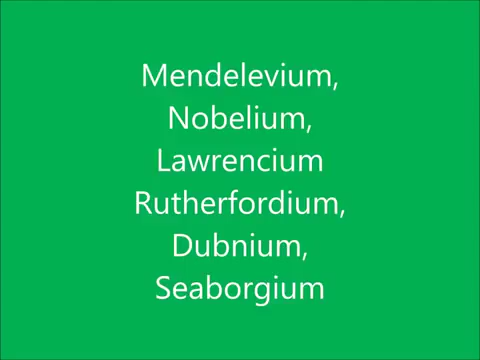 Mendelevium,
Nobelium,
Lawrencium
Rutherfordium,
Dubnium,
Seaborgium